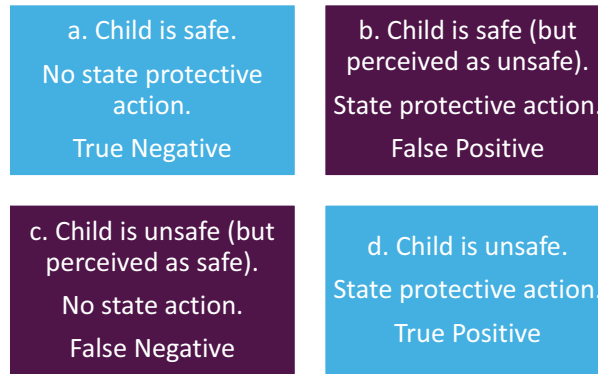 a. Child is safe.
No state protective
action.
True Negative
b. Child is safe (but
perceived as unsafe).
State protective action.
False Positive
c. Child is unsafe (but
perceived as safe).
No state action.
False Negative
d. Child is unsafe.
State protective action.
True Positive